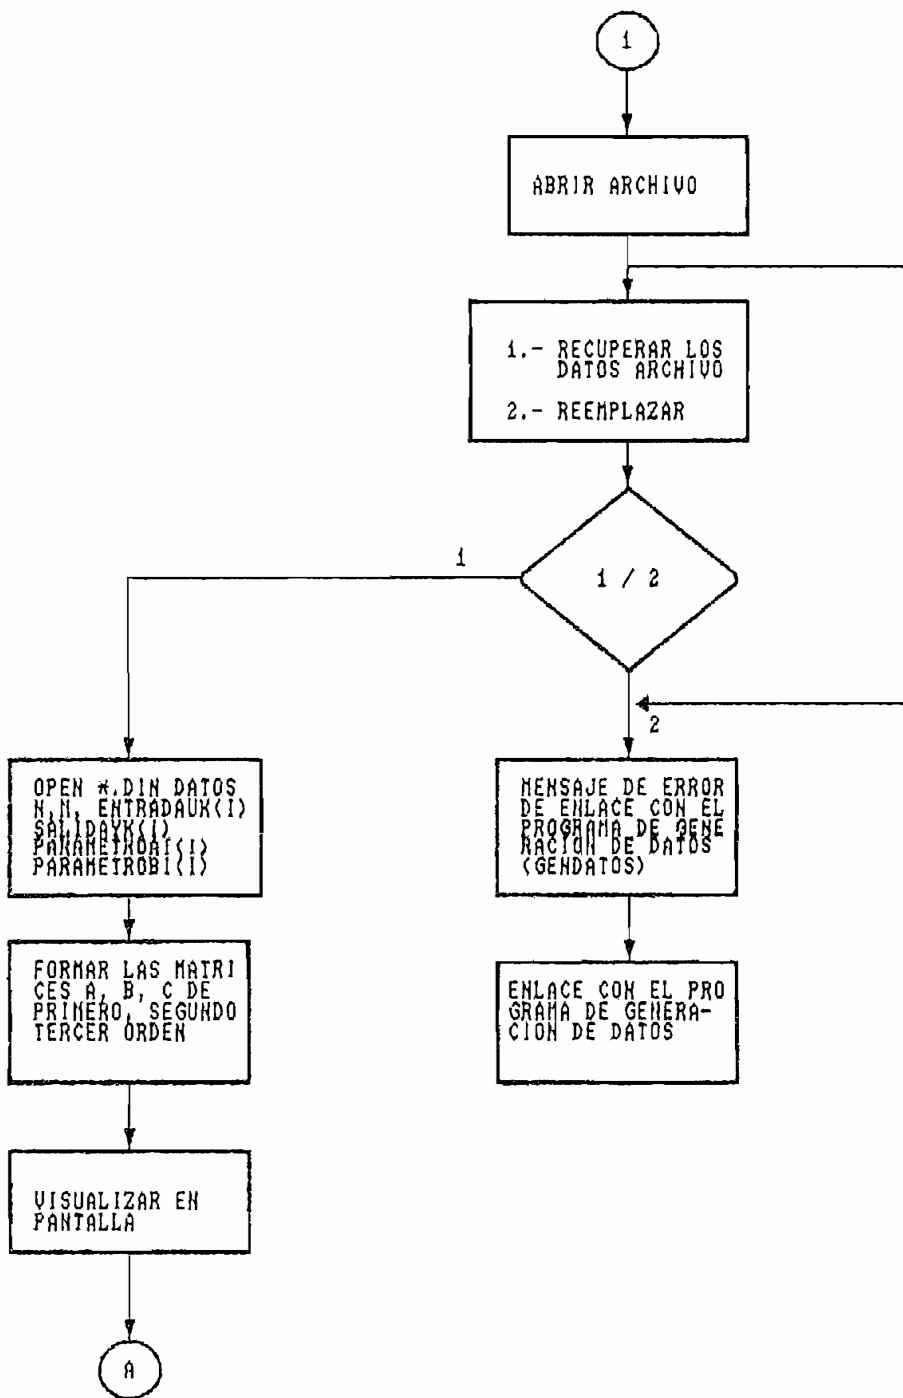 1
ABRIR ARCHIVO
1.- RECUPERAR LOS
DATOS ARCHIVO
2.- REEMPLAZAR
1 / 2
1
2
OPEN *.DIN DATOS
N,M, ENTRADAUK(I)
SALIDAYK(I)
PARAMETROAI(I)
PARAMETROBI(I)
MENSAJE DE ERROR
DE ENLACE CON EL
PROGRAMA DE GENE
RACION DE DATOS
(GENDATOS)
FORMAR LAS MATRI
CES A, B, C DE
PRIMERO, SEGUNDO
TERCER ORDEN
ENLACE CON EL PRO
GRAMA DE GENERA-
CION DE DATOS
VISUALIZAR EN
PANTALLA
A